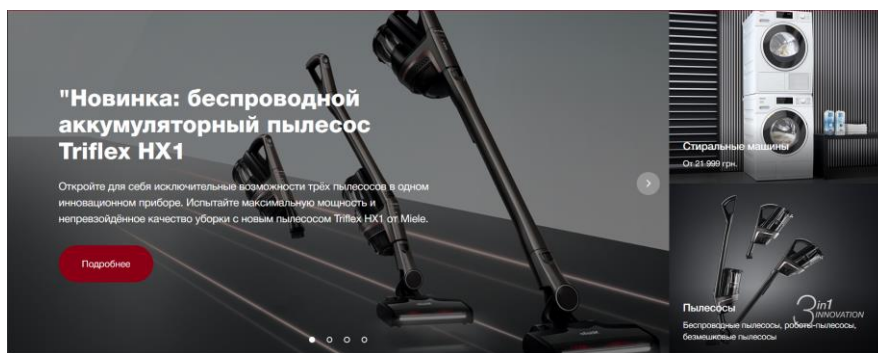 "Новинка: беспроводной
аккумуляторный пылесос
Triflex HX1
Откройте для себя исключительные возможности трёх пылесосов в одном
инновационном приборе. Испытайте максимальную мощность и
непревзойдённое качество уборки с новым пылесосом Triflex HX1 от Miele.
Подробнее
Стиральные машины
От 21 999 грн.
3in1
INNOVATION
Пылесосы
Беспроводные пылесосы, роботы-пылесосы,
безмешковые пылесосы